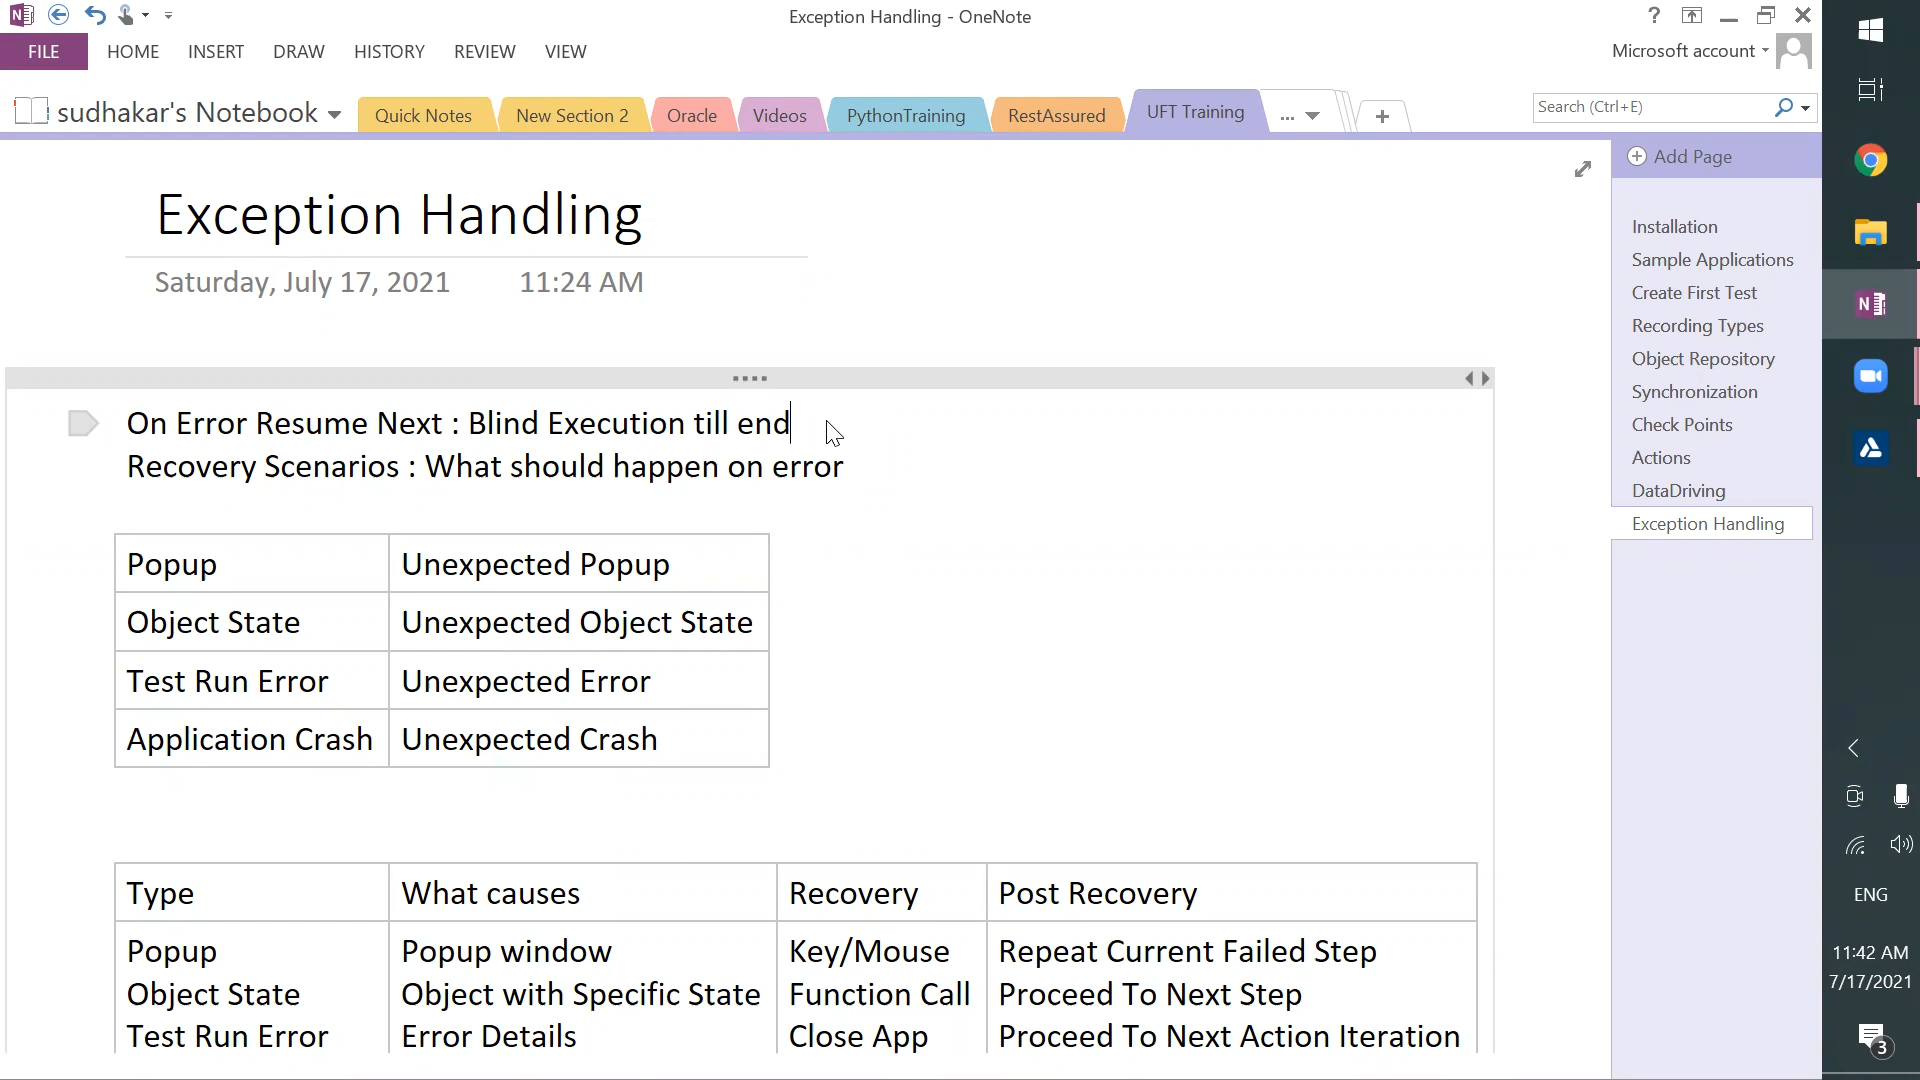 Exception Handling - OneNote
?
FILE HOME INSERT DRAW HISTORY REVIEW VIEW
Microsoft account
sudhakar's Notebook
Quick Notes
New Section 2
Oracle
Videos
PythonTraining
RestAssured
UFT Training
...
+
Search (Ctrl+E)
Exception Handling
Saturday, July 17, 2021 11:24 AM
On Error Resume Next : Blind Execution till end
Recovery Scenarios : What should happen on error
Popup Unexpected Popup
Object State Unexpected Object State
Test Run Error Unexpected Error
Application Crash Unexpected Crash
Type What causes Recovery Post Recovery
Popup Popup window Key/Mouse Repeat Current Failed Step
Object State Object with Specific State Function Call Proceed To Next Step
Test Run Error Error Details Close App Proceed To Next Action Iteration
Add Page
Installation
Sample Applications
Create First Test
Recording Types
Object Repository
Synchronization
Check Points
Actions
DataDriving
Exception Handling
ENG
11:42 AM
7/17/2021
3